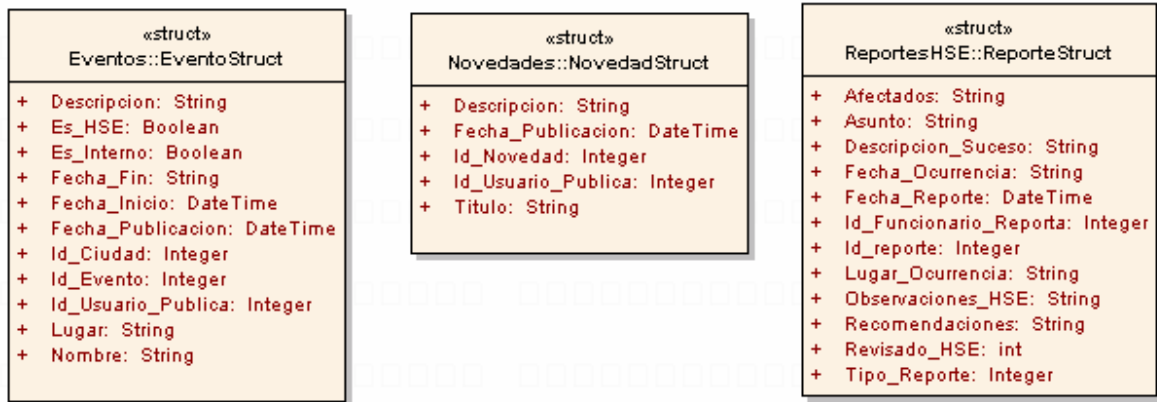 «struct»
Eventos::EventoStruct
+ Descripcion: String
+ Es_HSE: Boolean
+ Es_Interno: Boolean
+ Fecha_Fin: String
+ Fecha_Inicio: DateTime
+ Fecha_Publicacion: DateTime
+ Id_Ciudad: Integer
+ Id_Evento: Integer
+ Id_Usuario_Publica: Integer
+ Lugar: String
+ Nombre: String
«struct»
Novedades::NovedadStruct
+ Descripcion: String
+ Fecha_Publicacion: DateTime
+ Id_Novedad: Integer
+ Id_Usuario_Publica: Integer
+ Titulo: String
«struct»
ReportesHSE::ReporteStruct
+ Afectados: String
+ Asunto: String
+ Descripcion_Suceso: String
+ Fecha_Ocurrencia: String
+ Fecha_Reporte: DateTime
+ Id_Funcionario_Reporta: Integer
+ Id_reporte: Integer
+ Lugar_Ocurrencia: String
+ Observaciones_HSE: String
+ Recomendaciones: String
+ Revisado_HSE: int
+ Tipo_Reporte: Integer